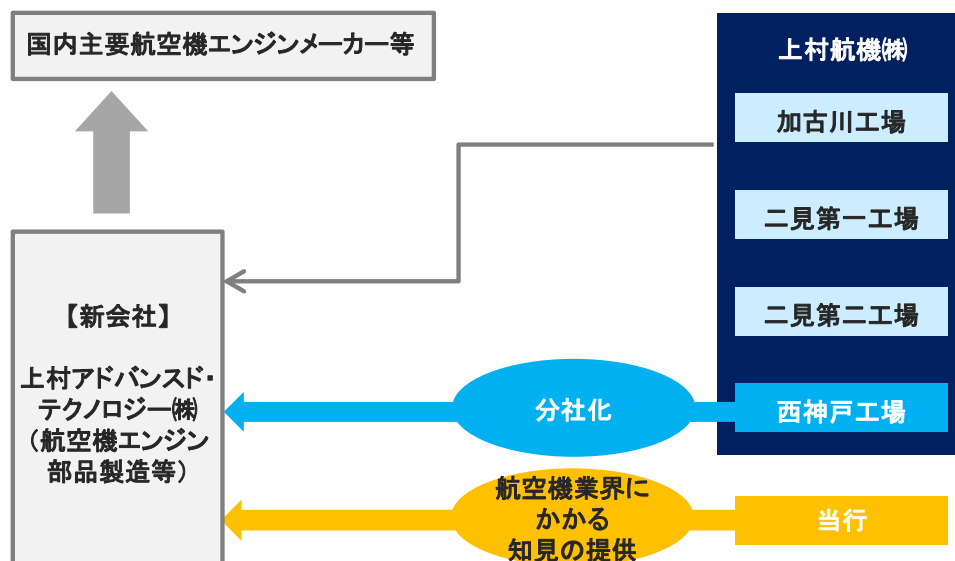 国内主要航空機エンジンメーカー等
上村航機㈱
加古川工場
二見第一工場
二見第二工場
西神戸工場
【新会社】
上村アドバンスド・
テクノロジー㈱
（航空機エンジン
部品製造等）
分社化
航空機業界に
かかる
知見の提供
当行